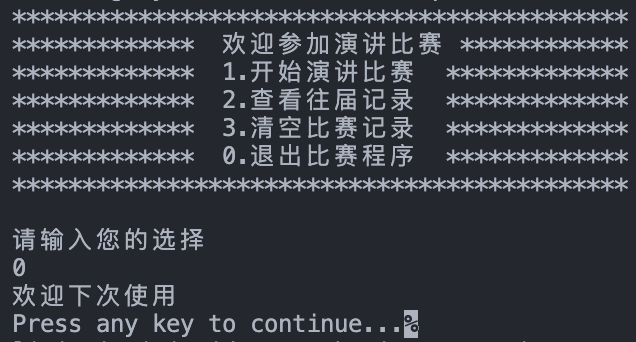 ********************************************
************* 欢迎参加演讲比赛 ************
************* 1.开始演讲比赛 *************
************* 2.查看往届记录 *************
************* 3.清空比赛记录 *************
************* 0.退出比赛程序 *************
********************************************
请输入您的选择
0
欢迎下次使用
Press any key to continue...%